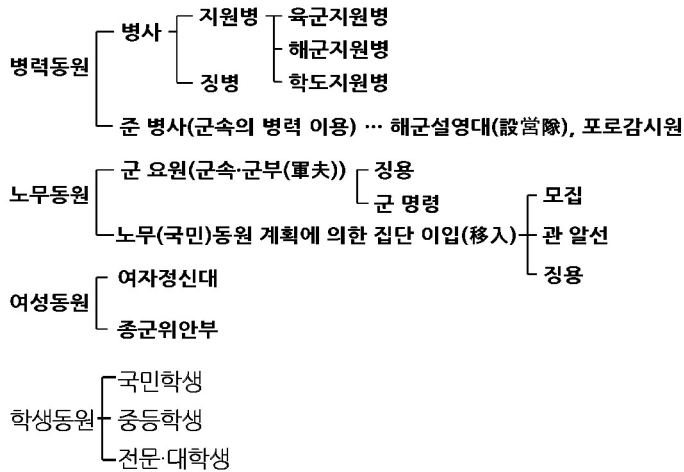 지원병 육군지원병
병사
해군지원병
병력동원
징병 학도지원병
준 병사(군속의 병력 이용) … 해군설영대(設營隊), 포로감시원
군 요원(군속·군부(軍夫)) 징용
노무동원 군 명령 모집
노무(국민)동원 계획에 의한 집단 이입(移入) 관 알선
징용
여자정신대
여성동원
종군위안부
국민학생
학생동원 중등학생
전문·대학생